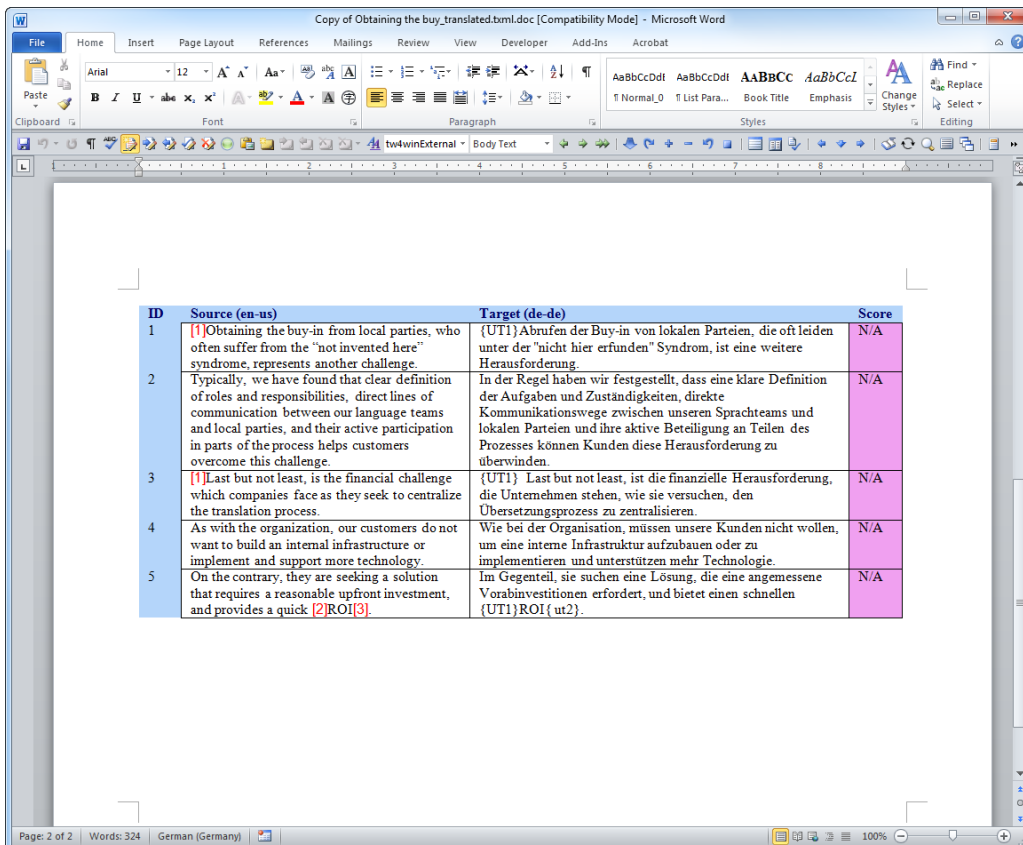 Copy of Obtaining the buy_translated.txml.doc [Compatibility Mode] - Microsoft Word
File Home Insert Page Layout References Mailings Review View Developer Add-Ins Acrobat
Paste
Arial 12
Find
Replace
Select
AaBbCcDdI AaBbCcDdI AABBCC AaBbCcI
¶ Normal_0 ¶ List Para... Book Title Emphasis
Change Styles
Clipboard Font Paragraph Styles Editing
tw4winExternal Body Text
1 2 3 4 5 6 7 8
ID Source (en-us) Target (de-de) Score
1
[1]Obtaining the buy-in from local parties, who
often suffer from the “not invented here”
syndrome, represents another challenge.
{UT1}Abrufen der Buy-in von lokalen Parteien, die oft leiden
unter der "nicht hier erfunden" Syndrom, ist eine weitere
Herausforderung.
N/A
2
Typically, we have found that clear definition
of roles and responsibilities, direct lines of
communication between our language teams
and local parties, and their active participation
in parts of the process helps customers
overcome this challenge.
In der Regel haben wir festgestellt, dass eine klare Definition
der Aufgaben und Zuständigkeiten, direkte
Kommunikationswege zwischen unseren Sprachteams und
lokalen Parteien und ihre aktive Beteiligung an Teilen des
Prozesses können Kunden diese Herausforderung zu
überwinden.
N/A
3
[1]Last but not least, is the financial challenge
which companies face as they seek to centralize
the translation process.
{UT1} Last but not least, ist die finanzielle Herausforderung,
die Unternehmen stehen, wie sie versuchen, den
Übersetzungsprozess zu zentralisieren.
N/A
4
As with the organization, our customers do not
want to build an internal infrastructure or
implement and support more technology.
Wie bei der Organisation, müssen unsere Kunden nicht wollen,
um eine interne Infrastruktur aufzubauen oder zu
implementieren und unterstützen mehr Technologie.
N/A
5
On the contrary, they are seeking a solution
that requires a reasonable upfront investment,
and provides a quick [2]ROI[3].
Im Gegenteil, sie suchen eine Lösung, die eine angemessene
Vorabinvestitionen erfordert, und bietet einen schnellen
{UT1}ROI{ut2}.
N/A
Page: 2 of 2 Words: 324 German (Germany) 100%